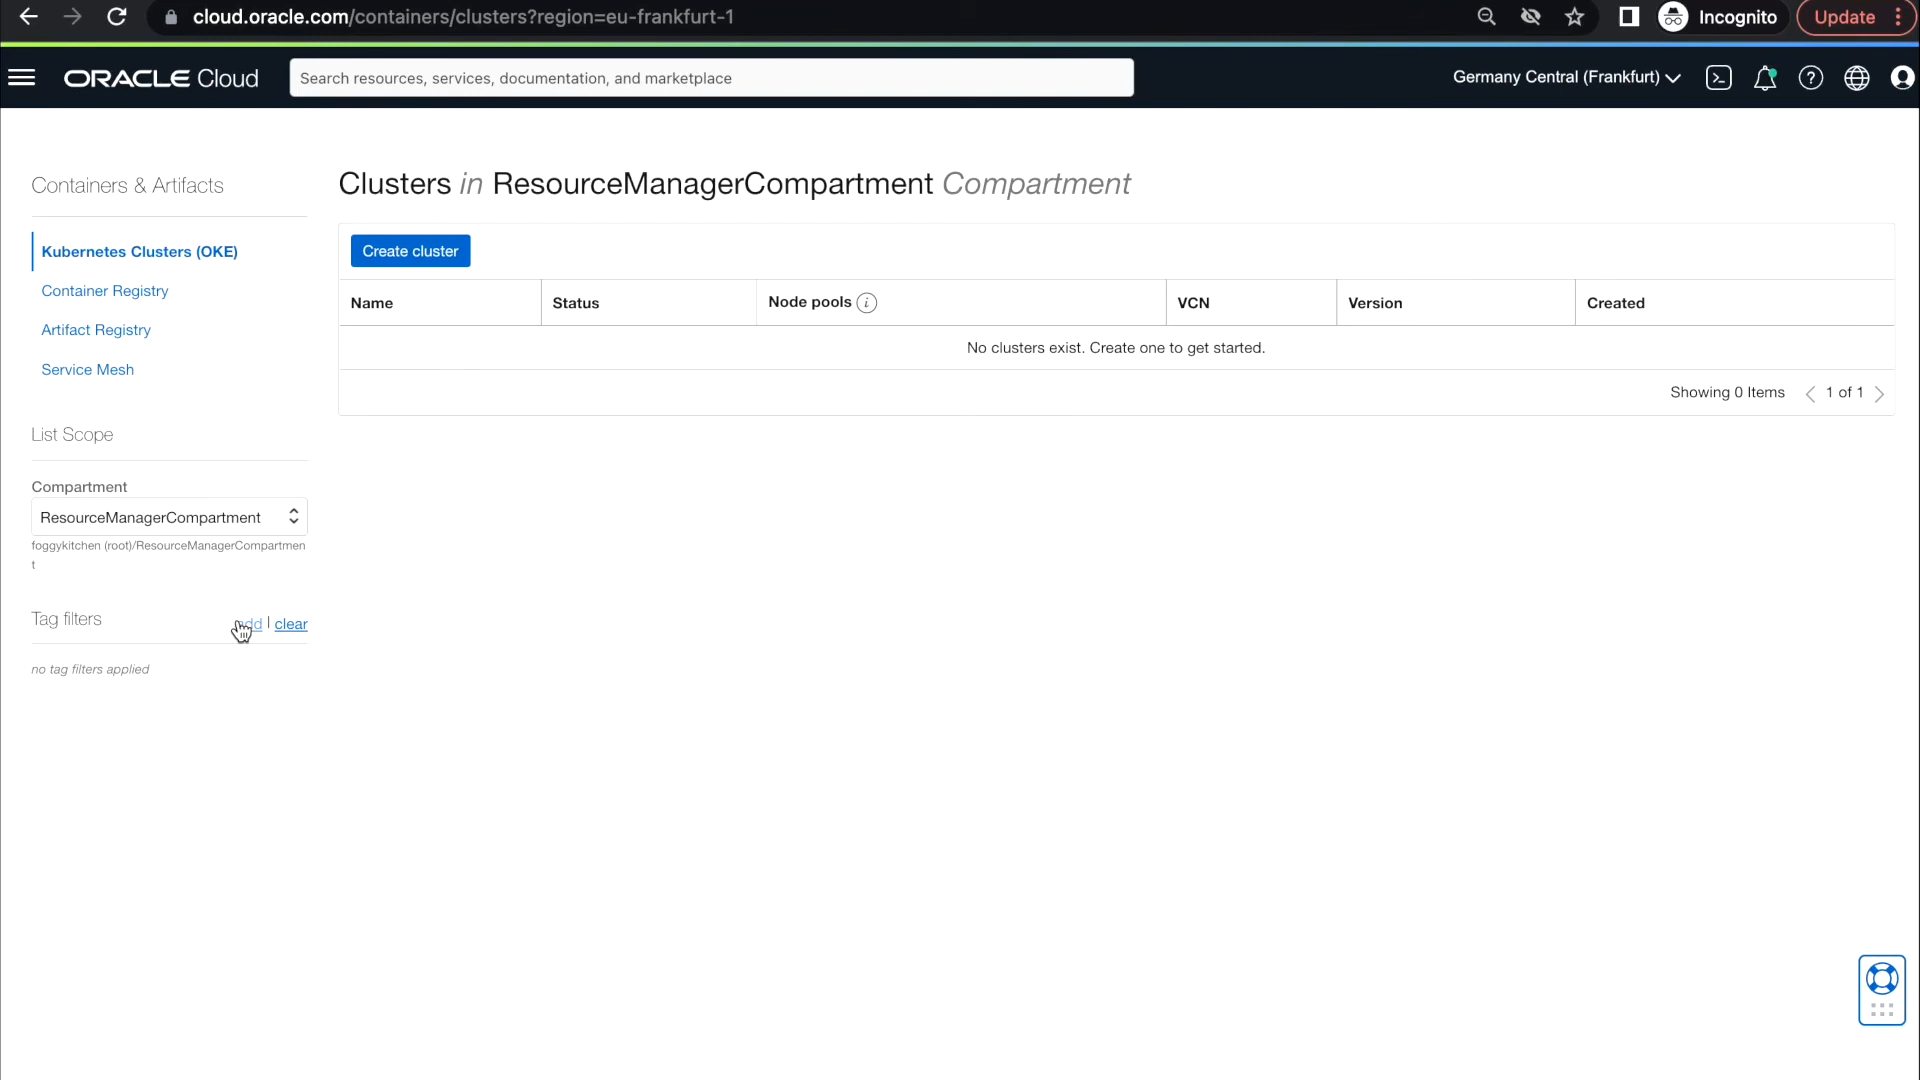 cloud.oracle.com/containers/clusters?region=eu-frankfurt-1
Incognito
Update
ORACLE Cloud
Search resources, services, documentation, and marketplace
Germany Central (Frankfurt)
Containers & Artifacts
Kubernetes Clusters (OKE)
Container Registry
Artifact Registry
Service Mesh
List Scope
Compartment
ResourceManagerCompartment
foggykitchen (root)/ResourceManagerCompartmen
t
Tag filters
add | clear
no tag filters applied
Clusters in ResourceManagerCompartment Compartment
Create cluster
Name Status Node pools i VCN Version Created
No clusters exist. Create one to get started.
Showing 0 Items 1 of 1